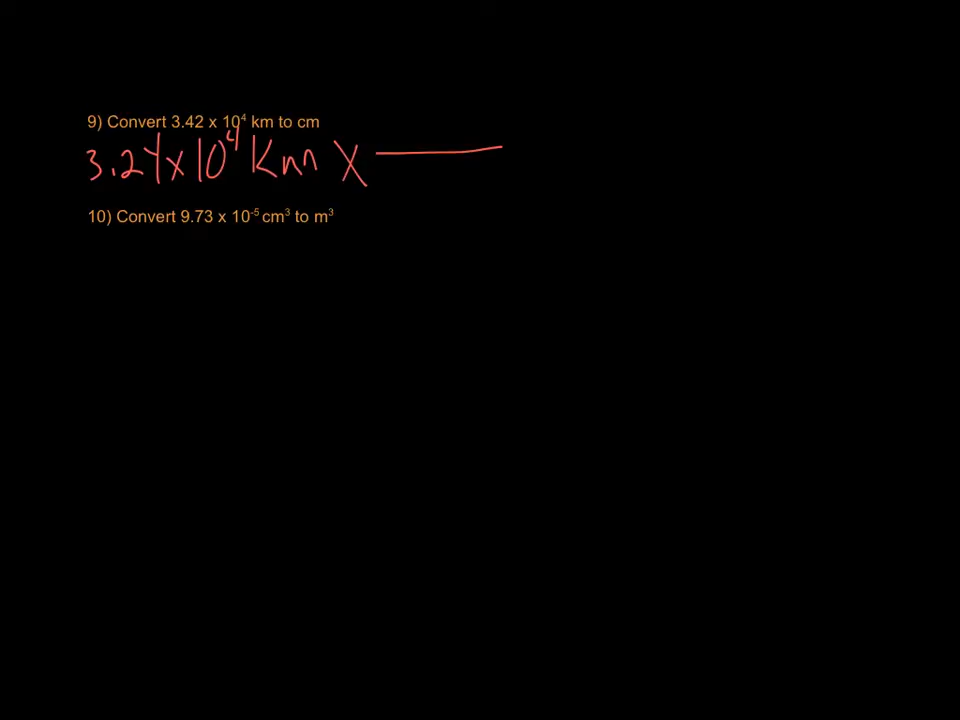 9) Convert 3.42 x 10⁴ km to cm
3.24 x 10⁴ Km X
10) Convert 9.73 x 10⁻⁵ cm³ to m³